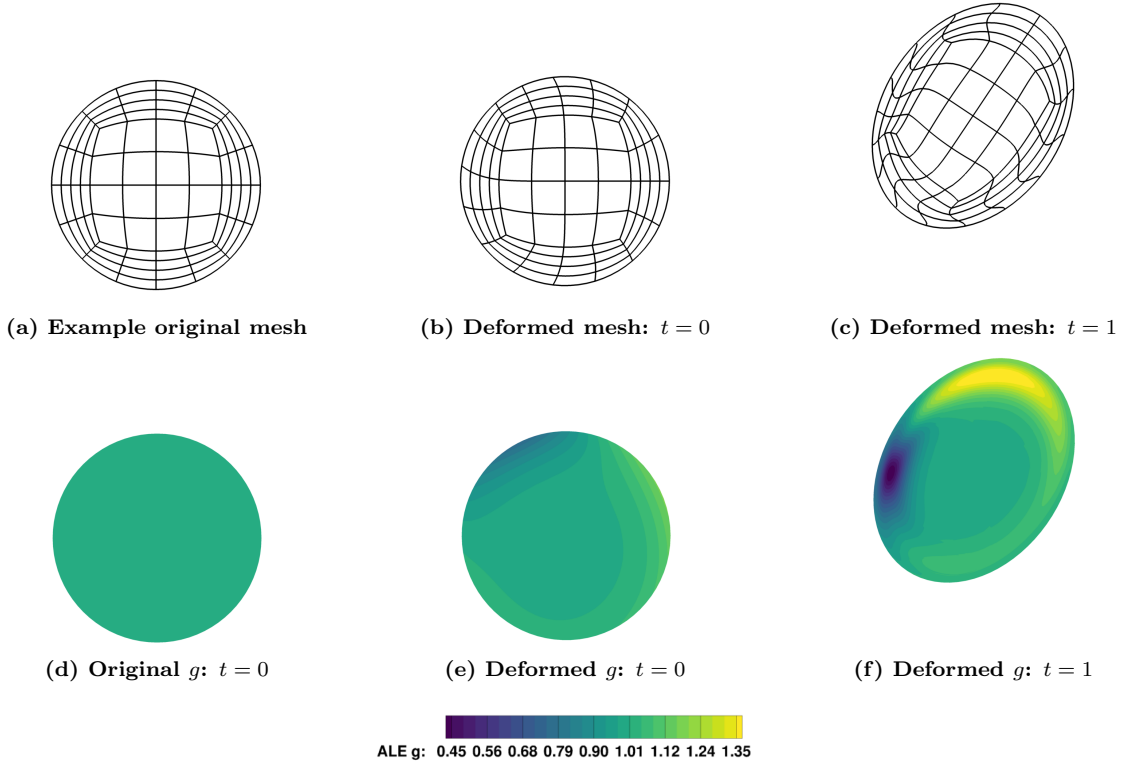 (a) Example original mesh
(b) Deformed mesh: t = 0
(c) Deformed mesh: t = 1
(d) Original g: t = 0
(e) Deformed g: t = 0
(f) Deformed g: t = 1
ALE g: 0.45 0.56 0.68 0.79 0.90 1.01 1.12 1.24 1.35